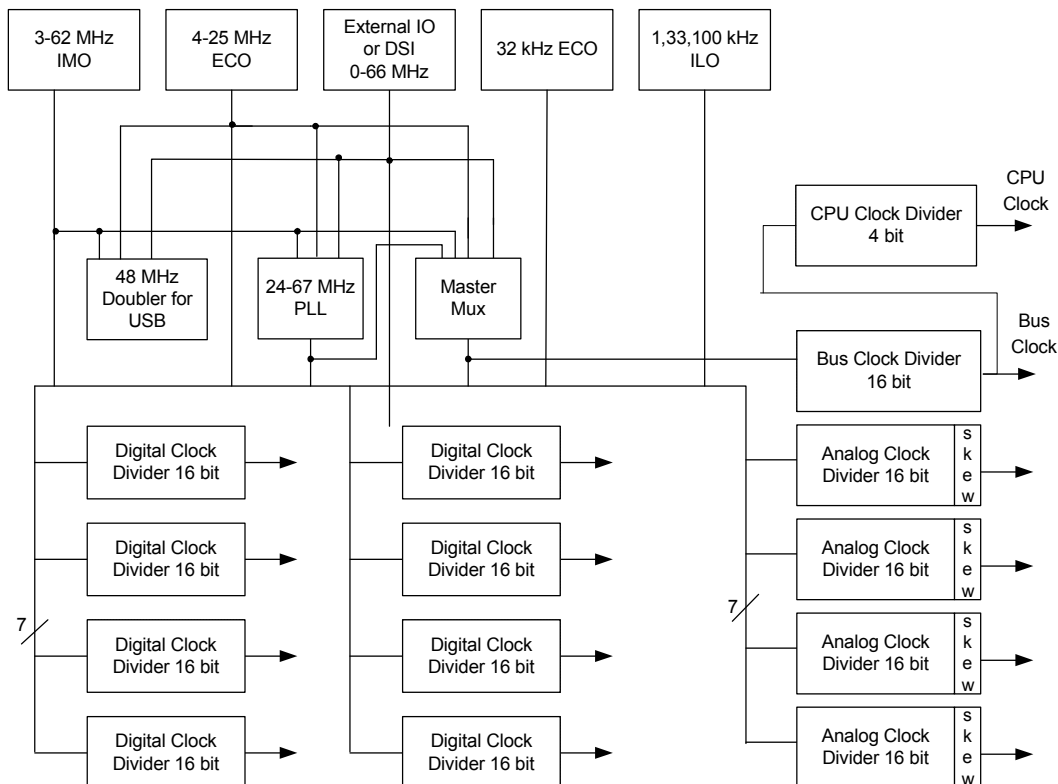 3-62 MHz
IMO
4-25 MHz
ECO
External IO
or DSI
0-66 MHz
32 kHz ECO
1,33,100 kHz
ILO
CPU
Clock
CPU Clock Divider
4 bit
48 MHz
Doubler for
USB
24-67 MHz
PLL
Master
Mux
Bus
Clock
Bus Clock Divider
16 bit
Digital Clock
Divider 16 bit
Digital Clock
Divider 16 bit
Analog Clock
Divider 16 bit
s
k
e
w
Digital Clock
Divider 16 bit
Digital Clock
Divider 16 bit
Analog Clock
Divider 16 bit
s
k
e
w
7
7
Digital Clock
Divider 16 bit
Digital Clock
Divider 16 bit
Analog Clock
Divider 16 bit
s
k
e
w
Digital Clock
Divider 16 bit
Digital Clock
Divider 16 bit
Analog Clock
Divider 16 bit
s
k
e
w